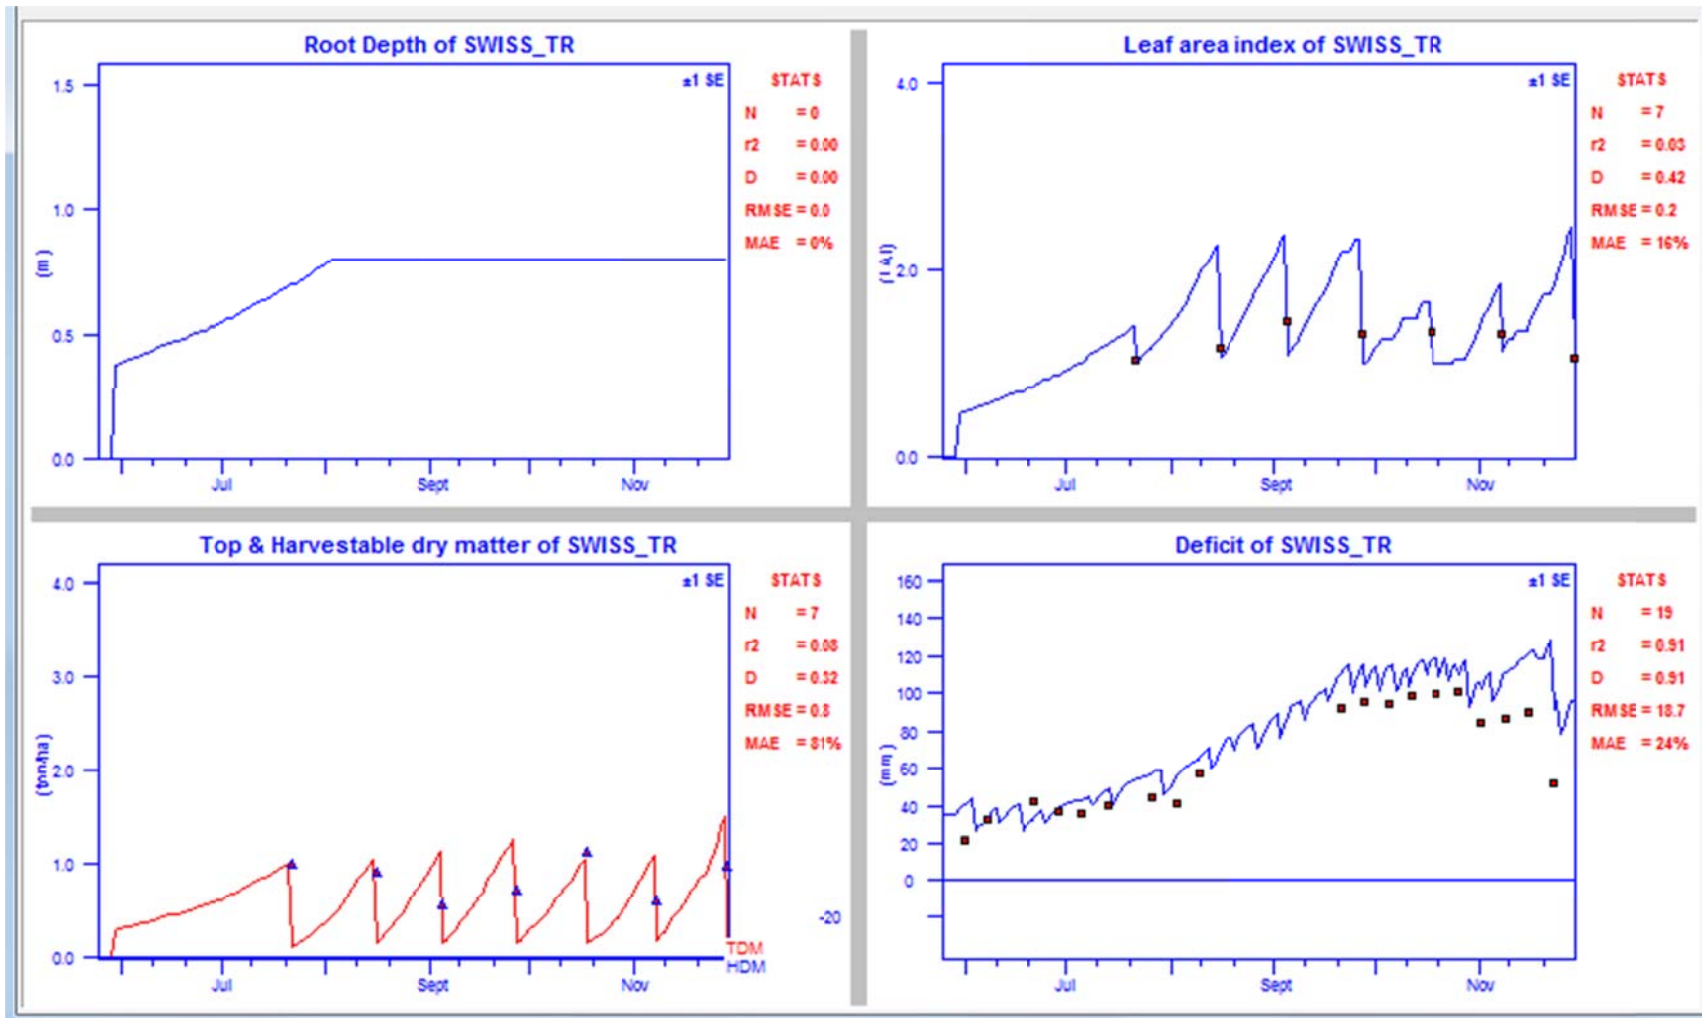 Root Depth of SWISS_TR
±1 SE
1.5
1.0
0.5
0.0
(m)
Jul
Sept
Nov
STATS
N = 0
r2 = 0.00
D = 0.00
RMSE = 0.0
MAE = 0%
Leaf area index of SWISS_TR
±1 SE
4.0
2.0
0.0
(LAI)
Jul
Sept
Nov
STATS
N = 7
r2 = 0.03
D = 0.42
RMSE = 0.2
MAE = 16%
Top & Harvestable dry matter of SWISS_TR
±1 SE
4.0
3.0
2.0
1.0
0.0
(ton/ha)
Jul
Sept
Nov
TDM
HDM
STATS
N = 7
r2 = 0.08
D = 0.32
RMSE = 0.8
MAE = 81%
Deficit of SWISS_TR
±1 SE
160
140
120
100
80
60
40
20
0
-20
(mm)
Jul
Sept
Nov
STATS
N = 19
r2 = 0.91
D = 0.91
RMSE = 18.7
MAE = 24%